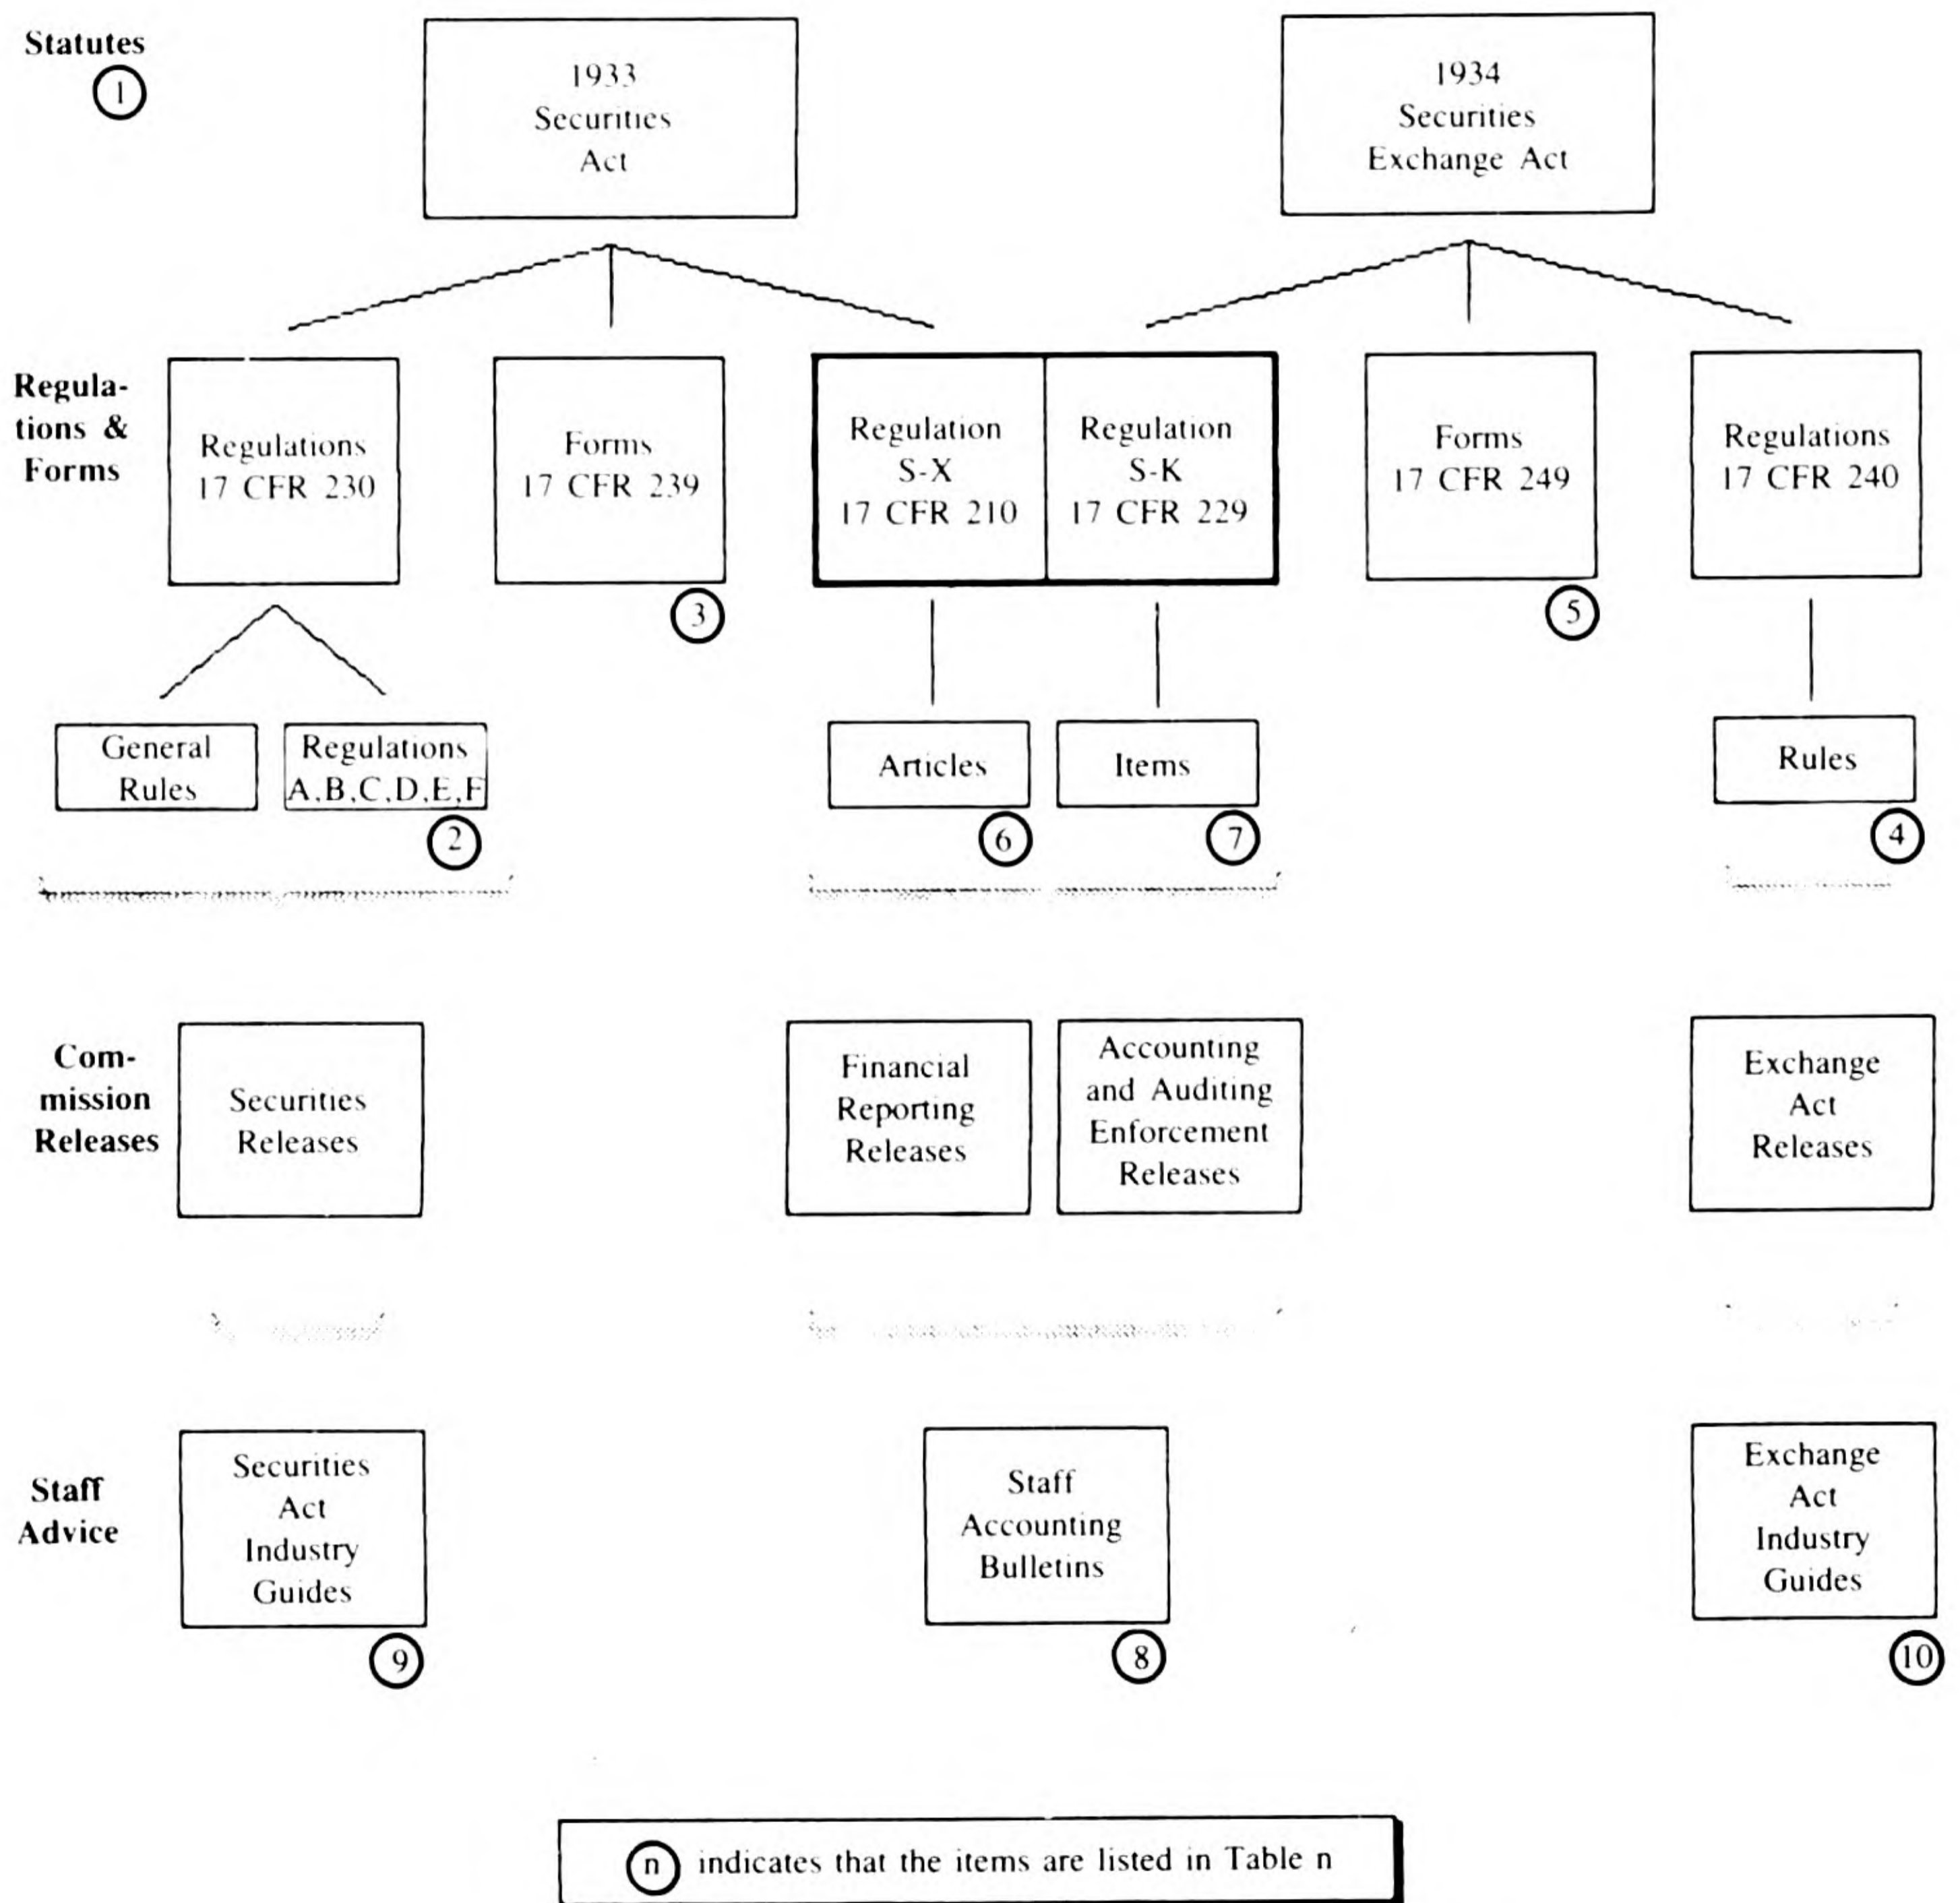 Statutes
1
1933
Securities
Act
1934
Securities
Exchange Act
Regula-
tions &
Forms
Regulations
17 CFR 230
Forms
17 CFR 239
3
Regulation
S-X
17 CFR 210
Regulation
S-K
17 CFR 229
Forms
17 CFR 249
5
Regulations
17 CFR 240
General
Rules
Regulations
A,B,C,D,E,F
2
Articles
6
Items
7
Rules
4
Com-
mission
Releases
Securities
Releases
Financial
Reporting
Releases
Accounting
and Auditing
Enforcement
Releases
Exchange
Act
Releases
Staff
Advice
Securities
Act
Industry
Guides
9
Staff
Accounting
Bulletins
8
Exchange
Act
Industry
Guides
10
n indicates that the items are listed in Table n